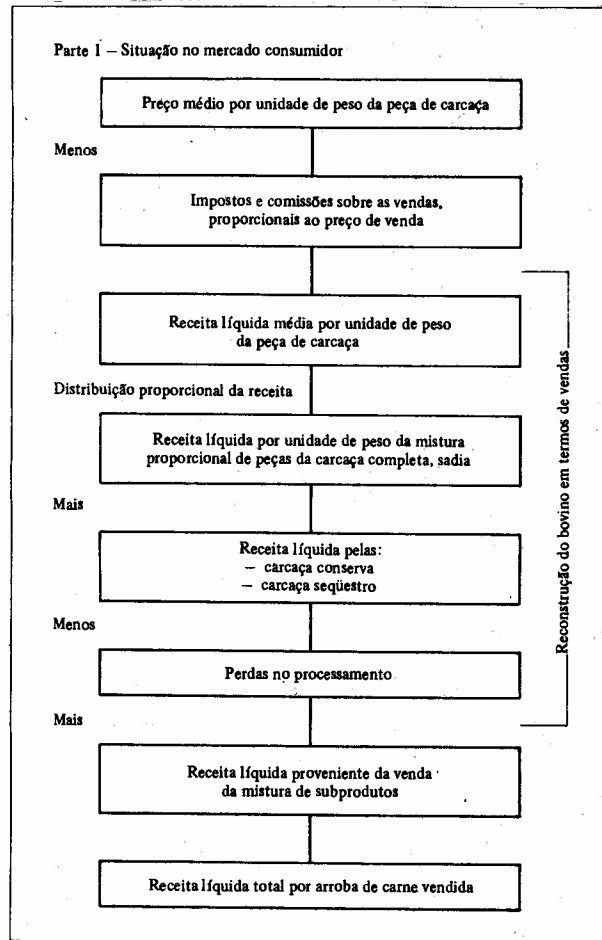 Parte 1 – Situação no mercado consumidor
Preço médio por unidade de peso da peça de carcaça
Menos
Impostos e comissões sobre as vendas,
proporcionais ao preço de venda
Receita líquida média por unidade de peso
da peça de carcaça
Distribuição proporcional da receita
Receita líquida por unidade de peso da mistura
proporcional de peças da carcaça completa, sadia
Mais
Receita líquida pelas:
– carcaça conserva
– carcaça seqüestro
Menos
Perdas no processamento
Mais
Receita líquida proveniente da venda
da mistura de subprodutos
Receita líquida total por arroba de carne vendida
Reconstrução do bovino em termos de vendas